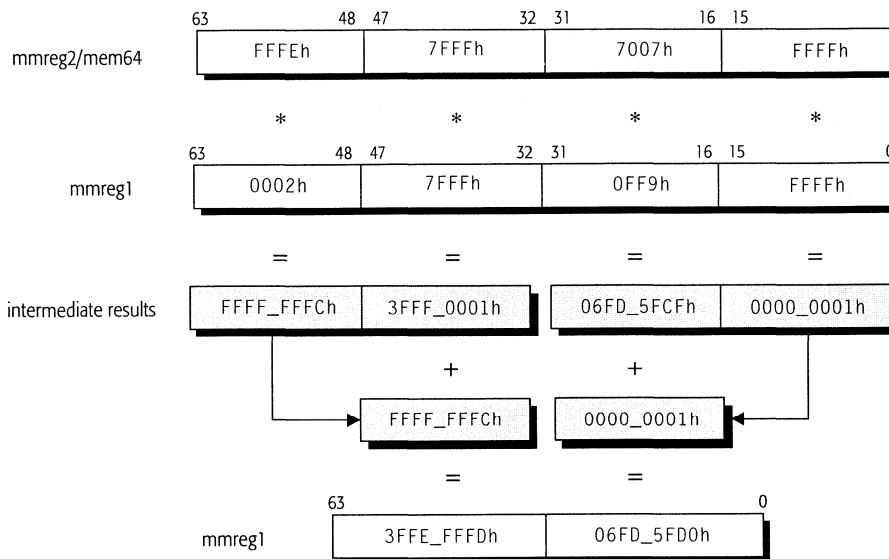 63 48 47 32 31 16 15
mmreg2/mem64 FFFEh 7FFFh 7007h FFFFh
* * * *
63 48 47 32 31 16 15 0
mmreg1 0002h 7FFFh 0FF9h FFFFh
= = = =
intermediate results FFFF_FFFCh 3FFF_0001h 06FD_5FCFh 0000_0001h
+ +
FFFF_FFFCh 0000_0001h
= =
63 0
mmreg1 3FFE_FFFDh 06FD_5FD0h